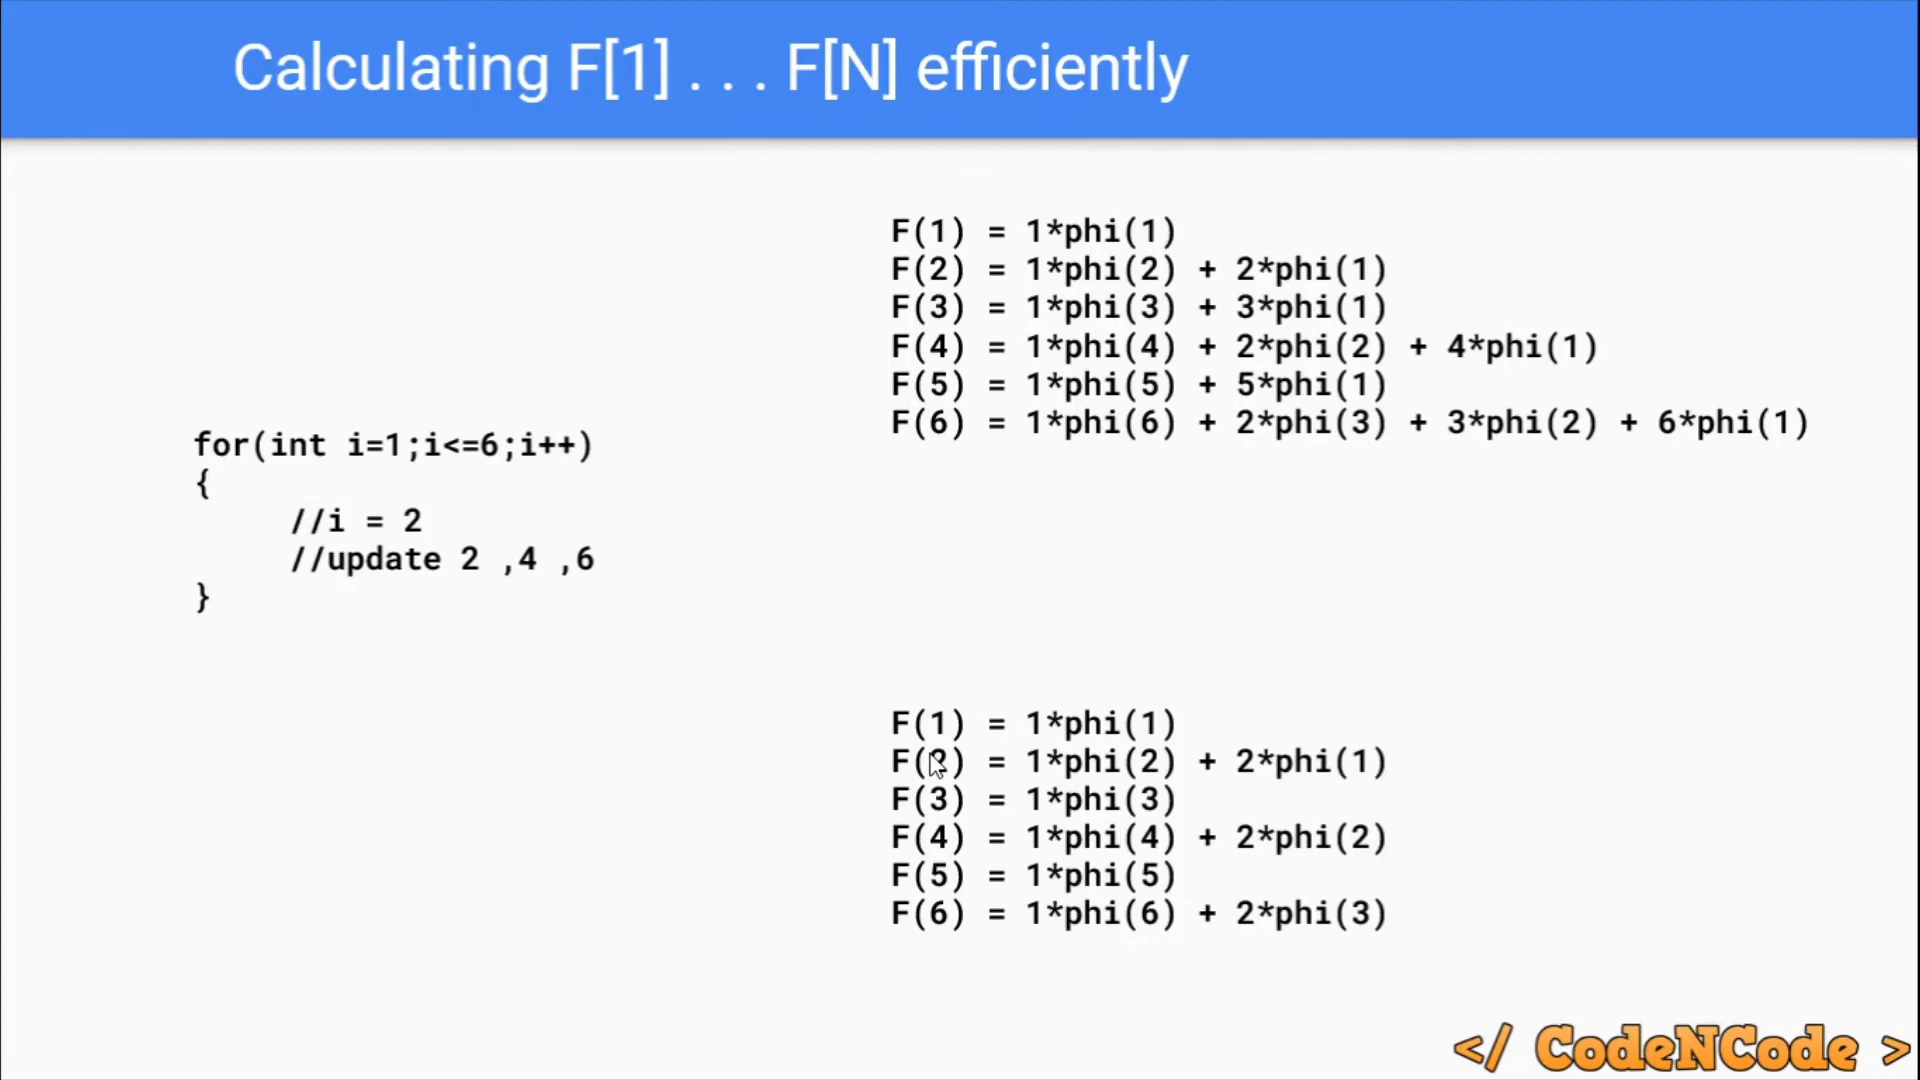 Calculating F[1] . . . F[N] efficiently
for(int i=1;i<=6;i++)
{
//i = 2
//update 2 ,4 ,6
}
F(1) = 1*phi(1)
F(2) = 1*phi(2) + 2*phi(1)
F(3) = 1*phi(3) + 3*phi(1)
F(4) = 1*phi(4) + 2*phi(2) + 4*phi(1)
F(5) = 1*phi(5) + 5*phi(1)
F(6) = 1*phi(6) + 2*phi(3) + 3*phi(2) + 6*phi(1)
F(1) = 1*phi(1)
F(2) = 1*phi(2) + 2*phi(1)
F(3) = 1*phi(3)
F(4) = 1*phi(4) + 2*phi(2)
F(5) = 1*phi(5)
F(6) = 1*phi(6) + 2*phi(3)
</ CodeNCode >